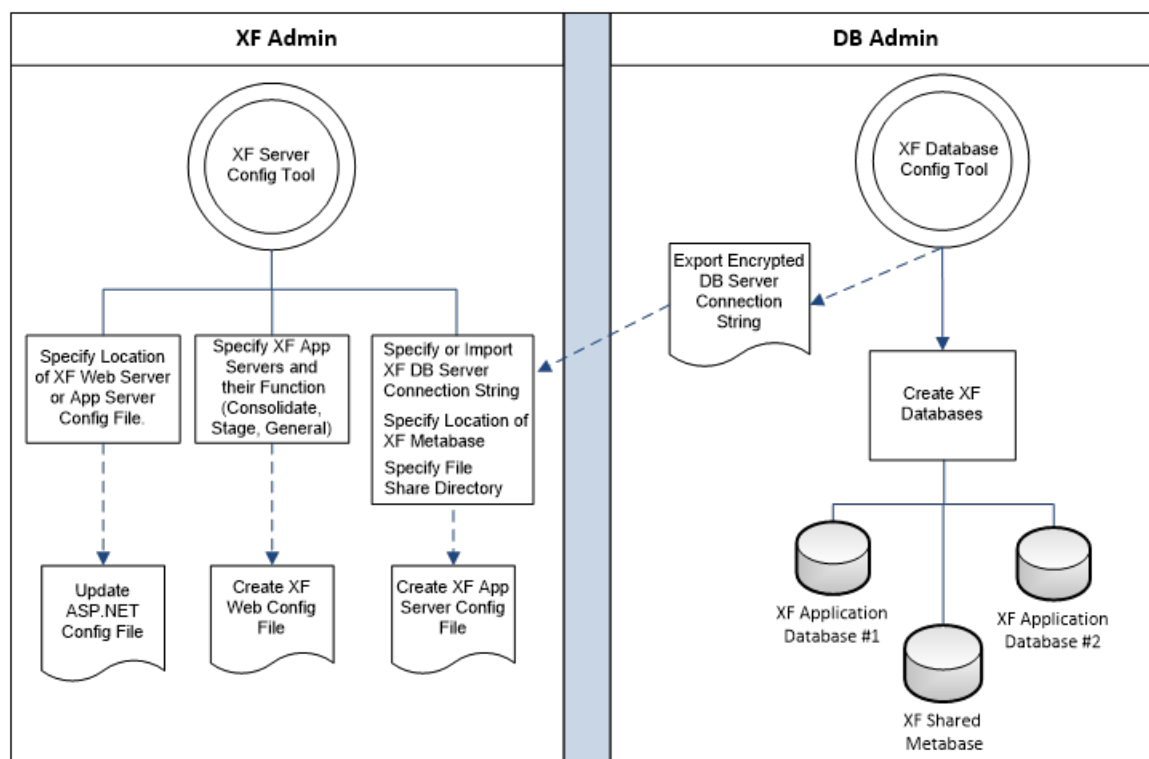 XF Admin
DB Admin
XF Server
Config Tool
XF Database
Config Tool
Export Encrypted
DB Server
Connection
String
Specify Location
of XF Web Server
or App Server
Config File.
Specify XF App
Servers and
their Function
(Consolidate,
Stage, General)
Specify or Import
XF DB Server
Connection String
Specify Location of
XF Metabase
Specify File
Share Directory
Create XF
Databases
Update
ASP.NET
Config File
Create XF
Web Config
File
Create XF App
Server Config
File
XF Application
Database #1
XF Application
Database #2
XF Shared
Metabase